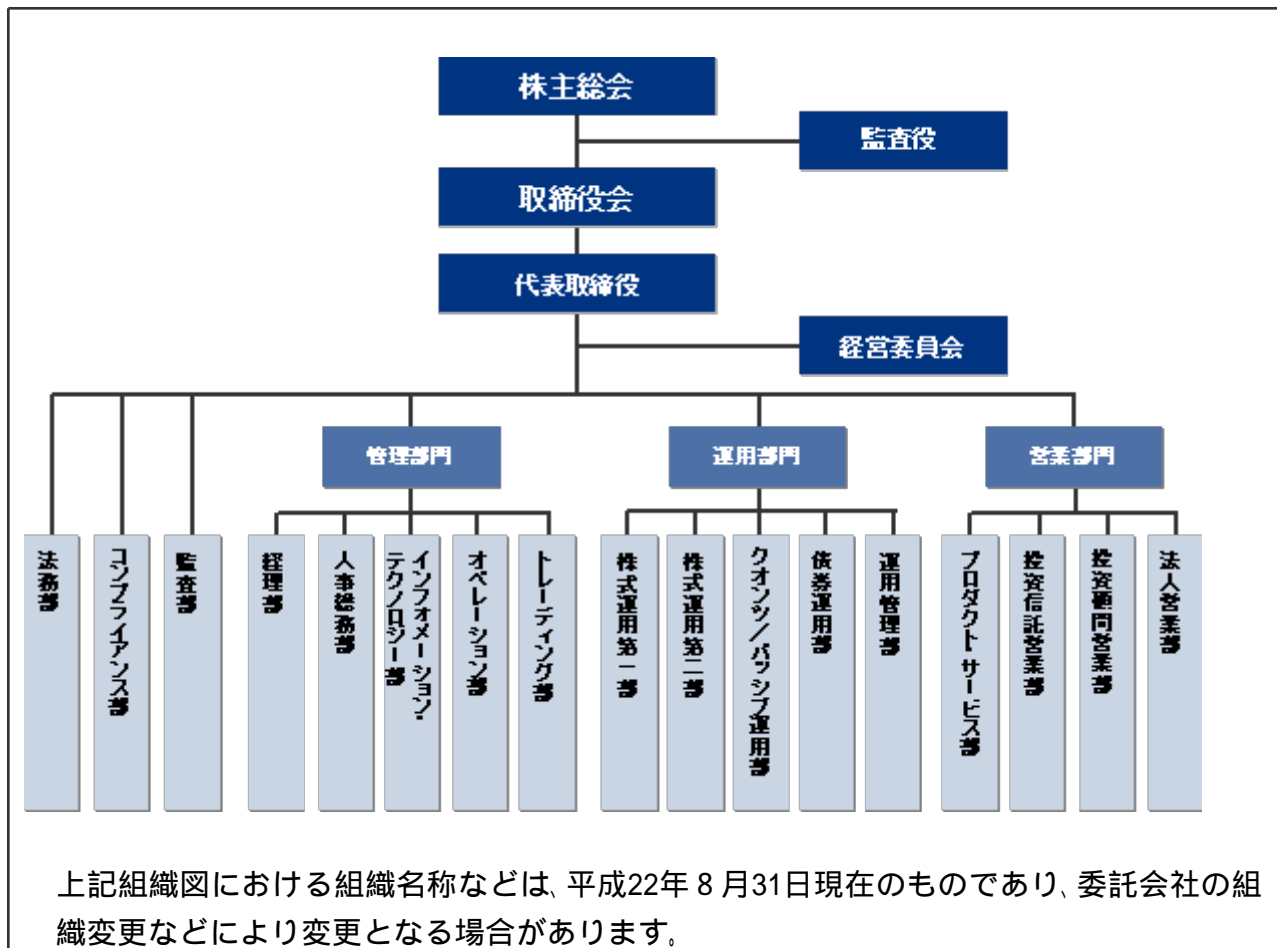 株主総会
監査役
取締役会
代表取締役
経営委員会
管理部門
運用部門
営業部門
法務部
コンプライアンス部
監査部
経理部
人事総務部
インフォメーション・
テクノロジー部
オペレーション部
トレーディング部
株式運用第一部
株式運用第二部
クオンツ/パッシブ運用部
債券運用部
運用管理部
プロダクト・サービス部
投資信託営業部
投資顧問営業部
法人営業部
上記組織図における組織名称などは、平成22年8月31日現在のものであり、委託会社の組
織変更などにより変更となる場合があります。